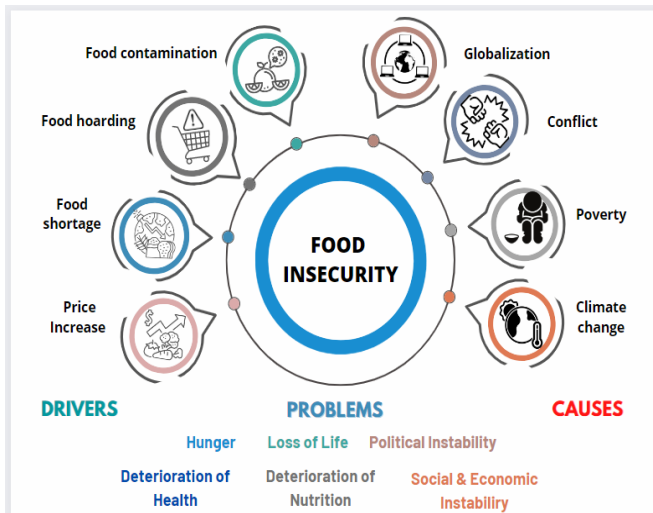 Food contamination
Globalization
Food hoarding
Conflict
Food
shortage
Poverty
FOOD
INSECURITY
Price
Increase
Climate
change
$
DRIVERS
PROBLEMS
CAUSES
Hunger
Loss of Life
Political Instability
Deterioration of
Health
Deterioration of
Nutrition
Social & Economic
Instabiliry